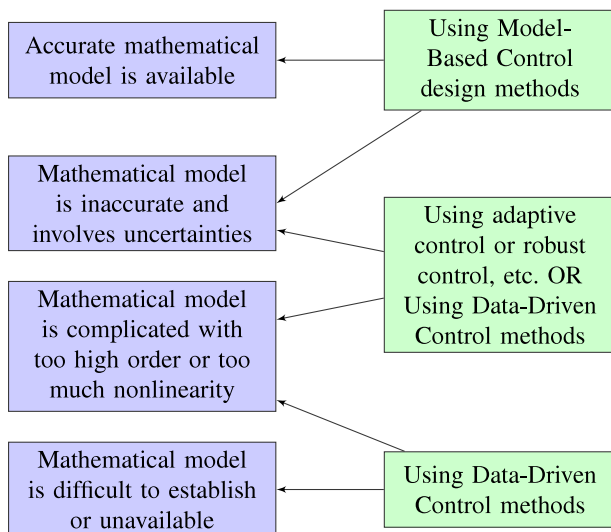 Accurate mathematical
model is available
Using Model-
Based Control
design methods
Mathematical model
is inaccurate and
involves uncertainties
Using adaptive
control or robust
control, etc. OR
Using Data-Driven
Control methods
Mathematical model
is complicated with
too high order or too
much nonlinearity
Mathematical model
is difficult to establish
or unavailable
Using Data-Driven
Control methods